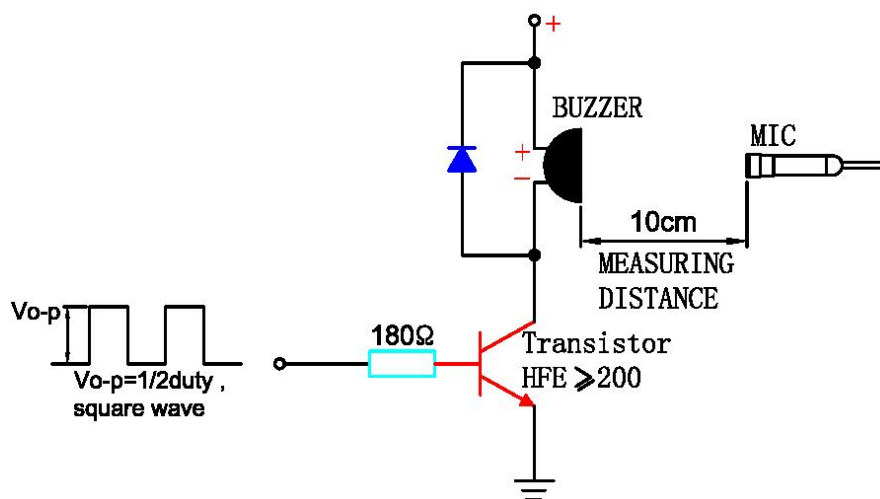 +
BUZZER
MIC
+
−
10cm
MEASURING
DISTANCE
Vo-p
180Ω
Transistor
HFE ⩾200
Vo-p=1/2duty ,
square wave